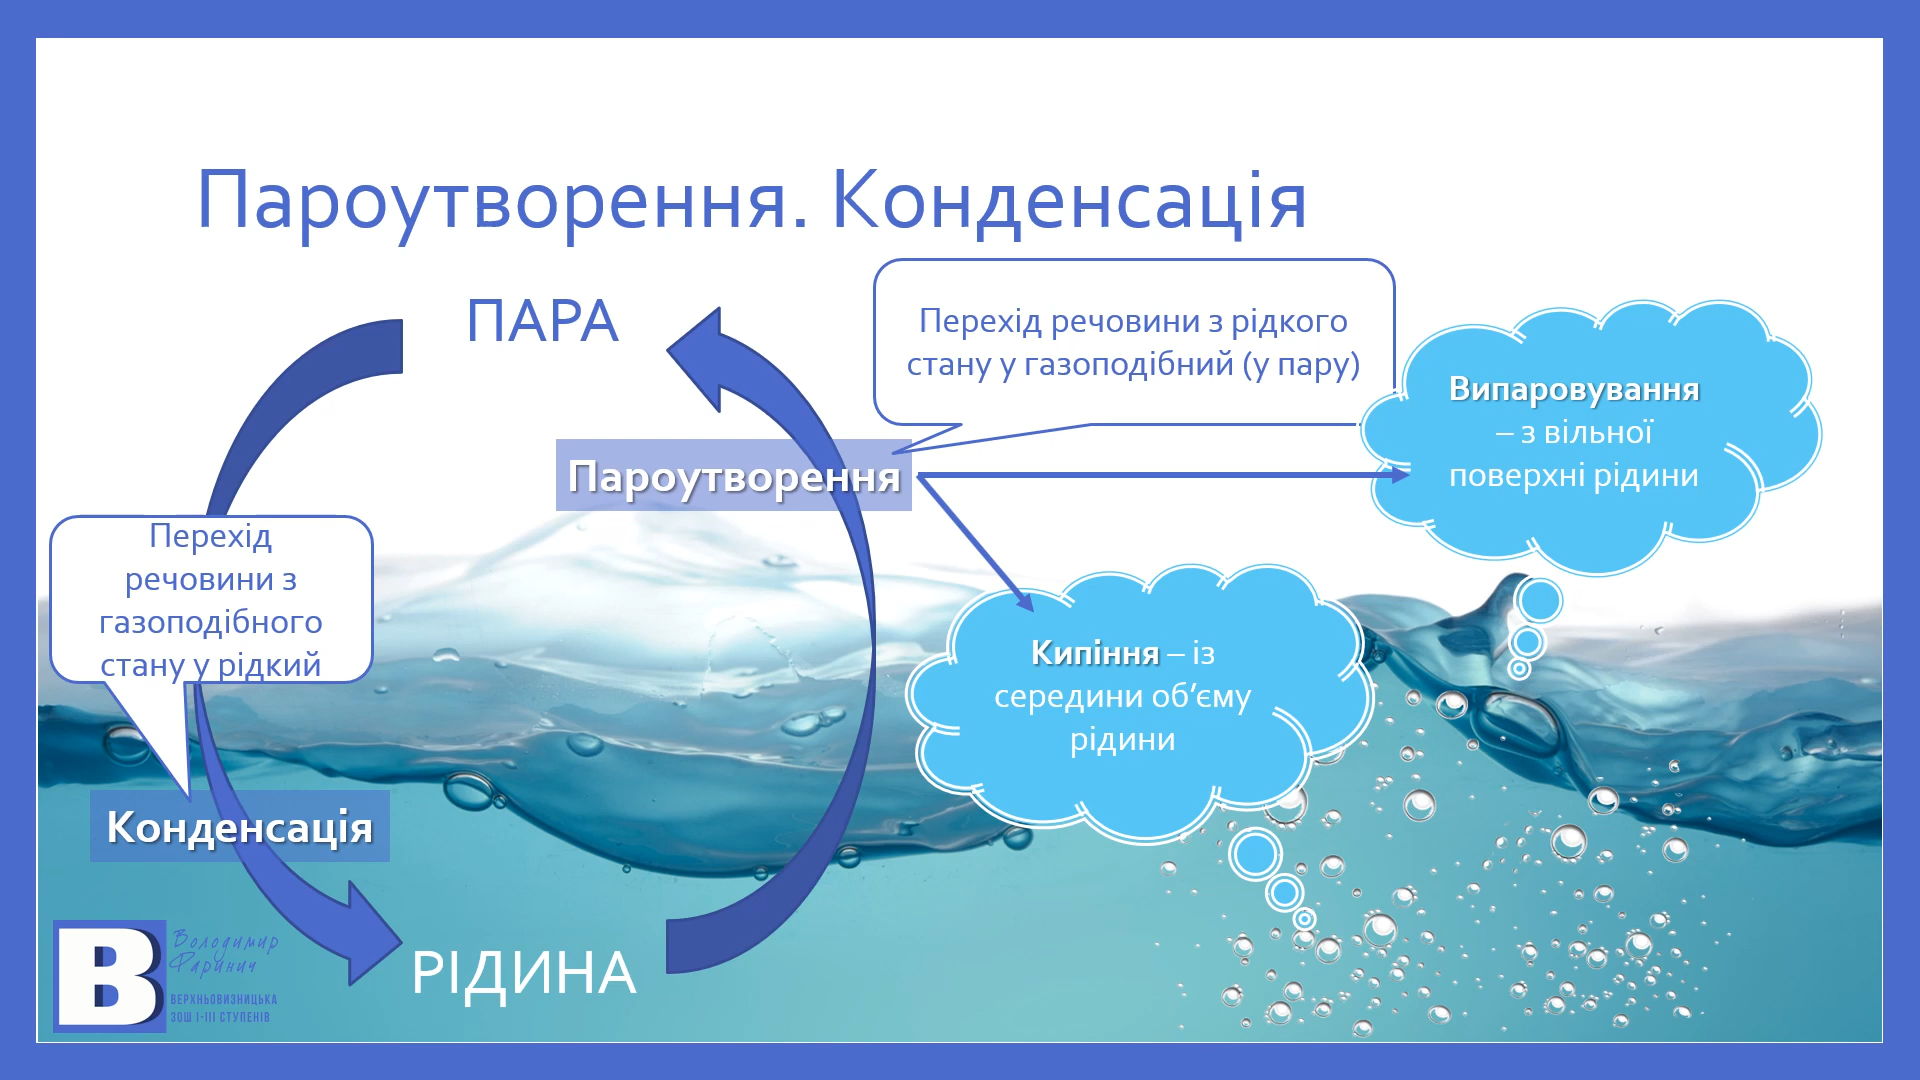 Пароутворення. Конденсація
ПАРА
Перехід речовини з рідкого
стану у газоподібний (у пару)
Випаровування
– з вільної
поверхні рідини
Пароутворення
Перехід
речовини з
газоподібного
стану у рідкий
Кипіння – із
середини об’єму
рідини
Конденсація
РІДИНА
В
Володимир
Фаринич
ВЕРХНЬОВИЗНИЦЬКА
ЗОШ І-ІІІ СТУПЕНІВ